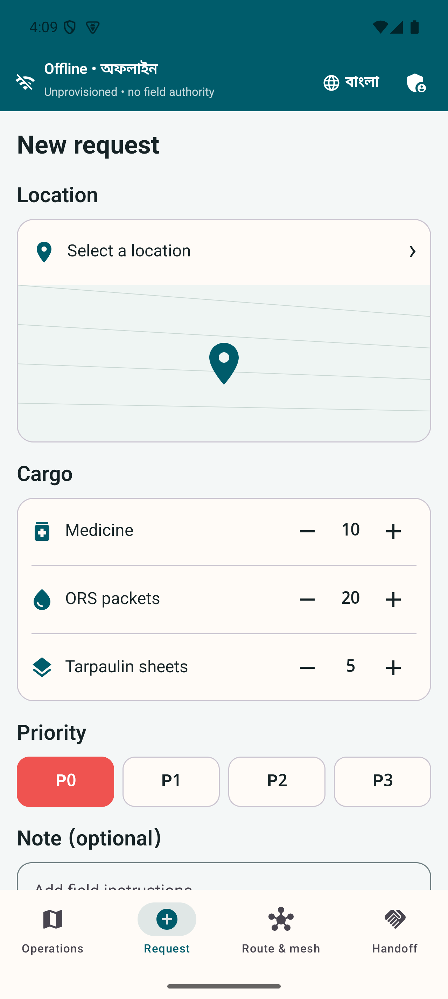 4:09
Offline • অফলাইন
Unprovisioned • no field authority
বাংলা
New request
Location
Select a location
Cargo
Medicine
10
ORS packets
20
Tarpaulin sheets
5
Priority
P0
P1
P2
P3
Note (optional)
Add field instructions
Operations
Request
Route & mesh
Handoff